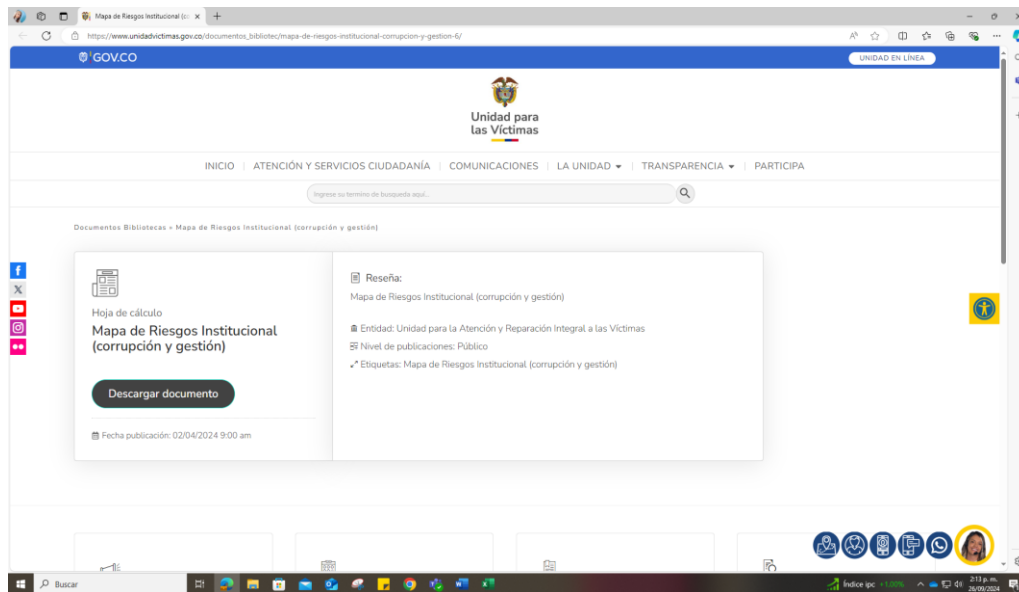 Mapa de Riesgos Institucional (co
https://www.unidadvictimas.gov.co/documentos_bibliotec/mapa-de-riesgos-institucional-corrupcion-y-gestion-6/
GOV.CO
UNIDAD EN LÍNEA
Unidad para
las Víctimas
INICIO
ATENCIÓN Y SERVICIOS CIUDADANÍA
COMUNICACIONES
LA UNIDAD
TRANSPARENCIA
PARTICIPA
Ingrese su termino de busqueda aquí..
Documentos Bibliotecas » Mapa de Riesgos Institucional (corrupción y gestión)
Hoja de cálculo
Mapa de Riesgos Institucional
(corrupción y gestión)
Descargar documento
Fecha publicación: 02/04/2024 9:00 am
Reseña:
Mapa de Riesgos Institucional (corrupción y gestión)
Entidad: Unidad para la Atención y Reparación Integral a las Víctimas
Nivel de publicaciones: Público
Etiquetas: Mapa de Riesgos Institucional (corrupción y gestión)
Buscar
Índice ipc +1.00%
2:13 p. m.
26/09/2024